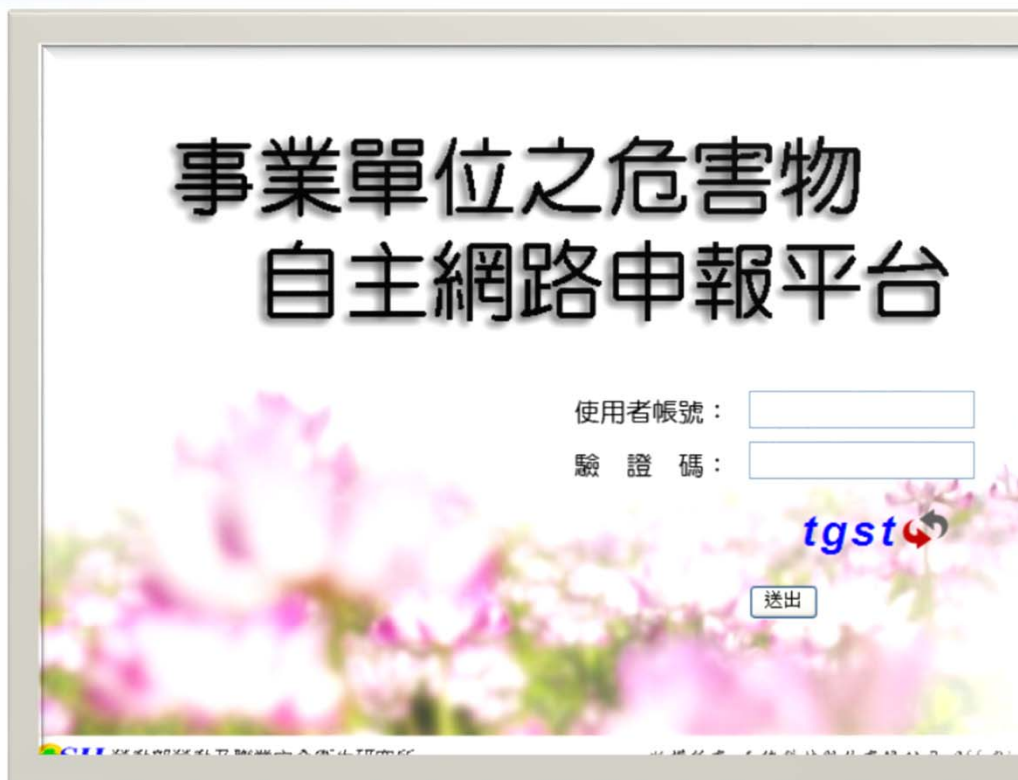 事業單位之危害物
自主網路申報平台
使用者帳號：
驗 證 碼：
tgst
送出